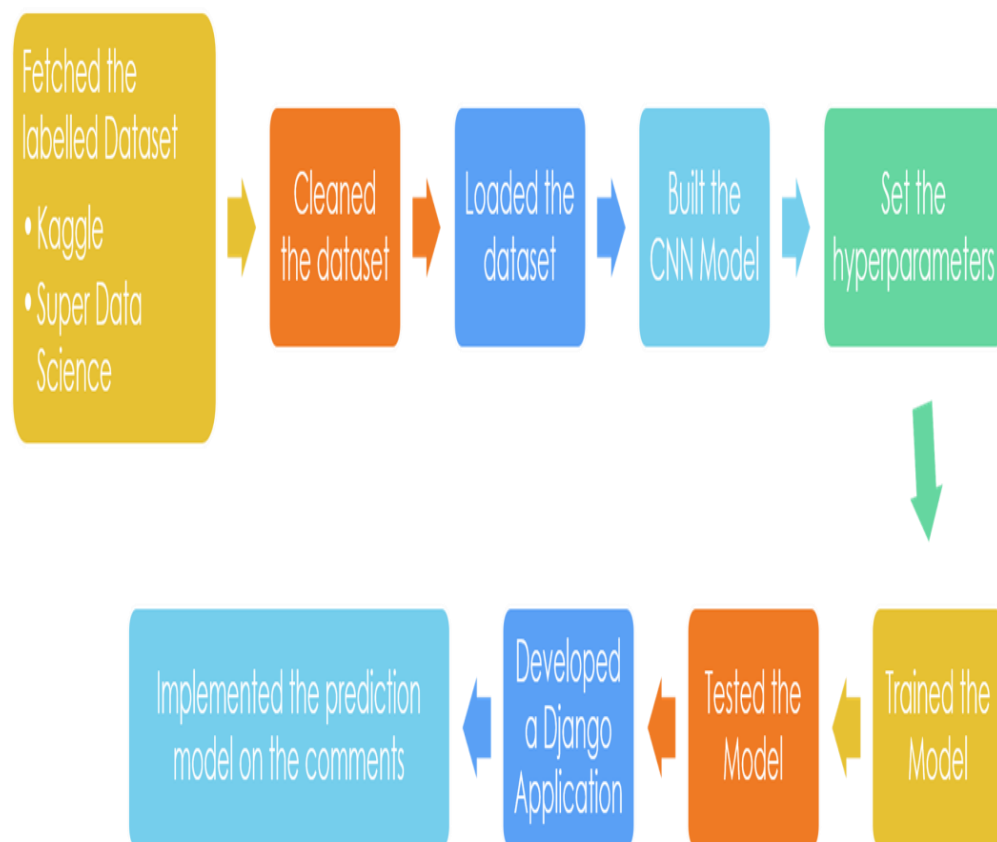 Fetched the
labelled Dataset
• Kaggle
• Super Data
Science
Cleaned
the dataset
Loaded the
dataset
Built the
CNN Model
Set the
hyperparameters
Trained the
Model
Tested the
Model
Developed
a Django
Application
Implemented the prediction
model on the comments